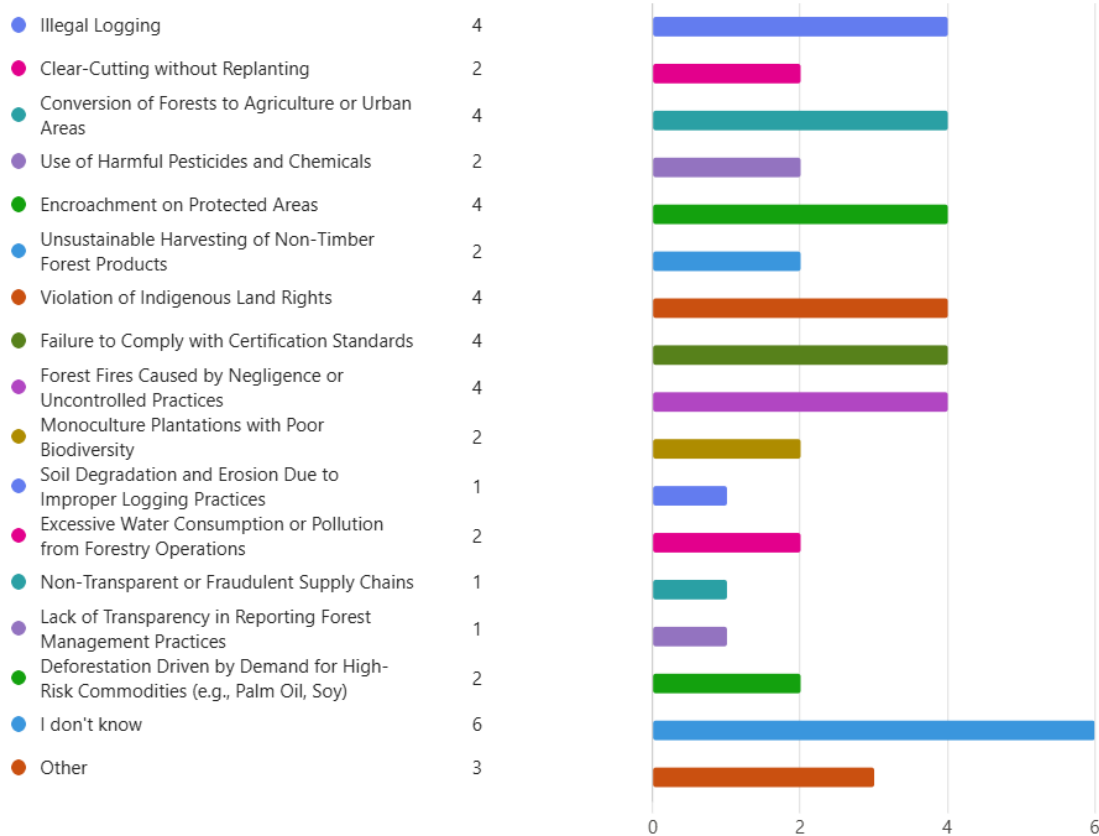 Illegal Logging 4
Clear-Cutting without Replanting 2
Conversion of Forests to Agriculture or Urban
Areas 4
Use of Harmful Pesticides and Chemicals 2
Encroachment on Protected Areas 4
Unsustainable Harvesting of Non-Timber
Forest Products 2
Violation of Indigenous Land Rights 4
Failure to Comply with Certification Standards 4
Forest Fires Caused by Negligence or
Uncontrolled Practices 4
Monoculture Plantations with Poor
Biodiversity 2
Soil Degradation and Erosion Due to
Improper Logging Practices 1
Excessive Water Consumption or Pollution
from Forestry Operations 2
Non-Transparent or Fraudulent Supply Chains 1
Lack of Transparency in Reporting Forest
Management Practices 1
Deforestation Driven by Demand for High-
Risk Commodities (e.g., Palm Oil, Soy) 2
I don't know 6
Other 3
0 2 4 6